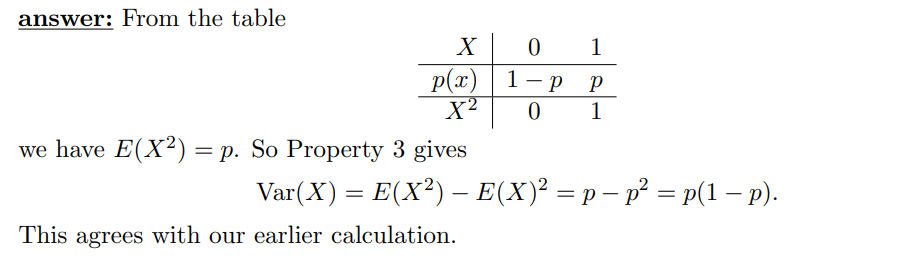 answer: From the table
X 0 1
p(x) 1 − p p
X² 0 1
we have E(X²) = p. So Property 3 gives
Var(X) = E(X²) − E(X)² = p − p² = p(1 − p).
This agrees with our earlier calculation.